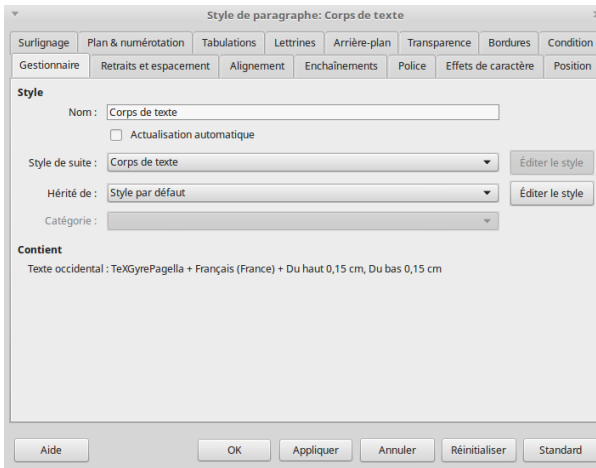 Style de paragraphe: Corps de texte
Surlignage Plan & numérotation Tabulations Lettrines Arrière-plan Transparence Bordures Condition
Gestionnaire Retraits et espacement Alignement Enchaînements Police Effets de caractère Position
Style
Nom : Corps de texte
Actualisation automatique
Style de suite : Corps de texte Éditer le style
Hérité de : Style par défaut Éditer le style
Catégorie :
Contient
Texte occidental : TeXGyrePagella + Français (France) + Du haut 0,15 cm, Du bas 0,15 cm
Aide OK Appliquer Annuler Réinitialiser Standard